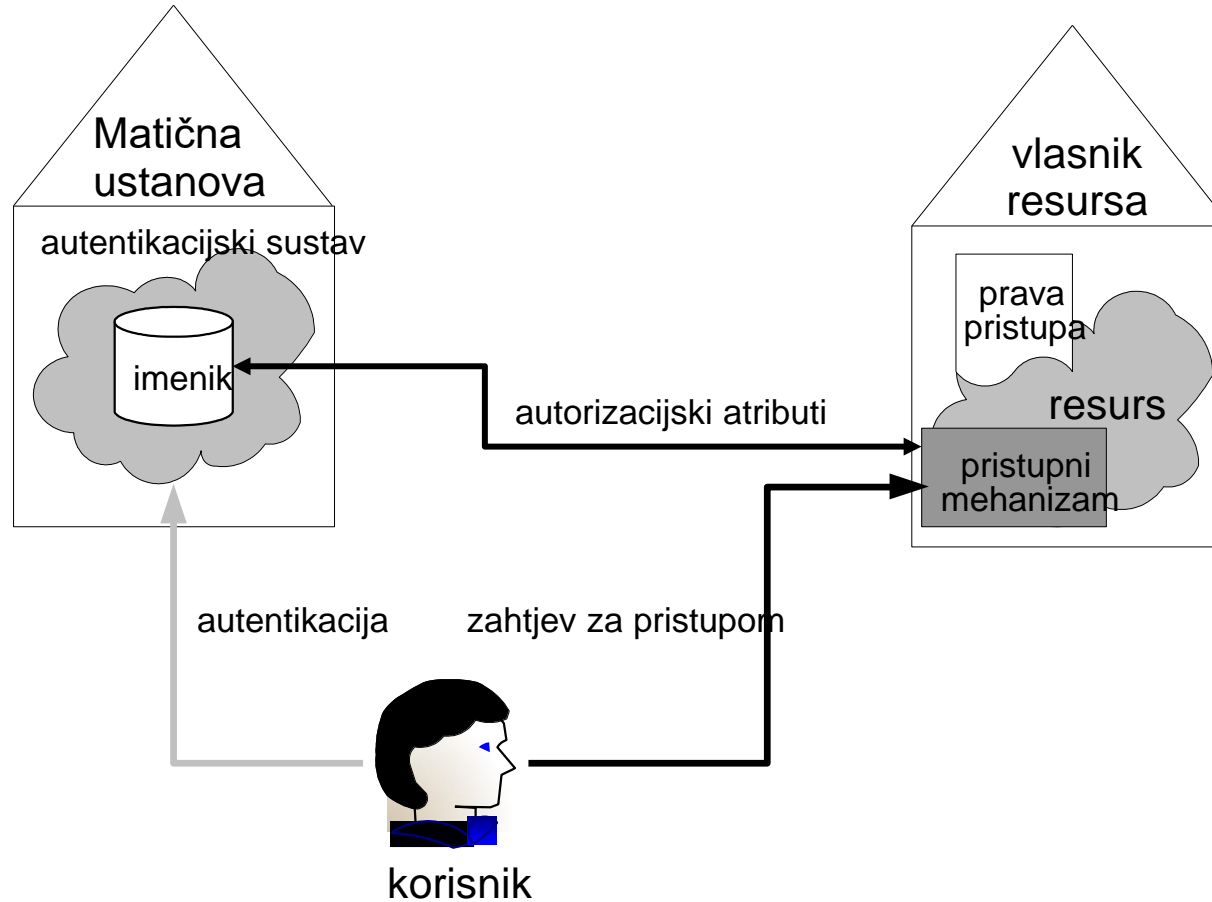 Matična
ustanova
autentikacijski sustav
imenik
vlasnik
resursa
prava
pristupa
resurs
pristupni
mehanizam
autorizacijski atributi
autentikacija
zahtjev za pristupom
korisnik